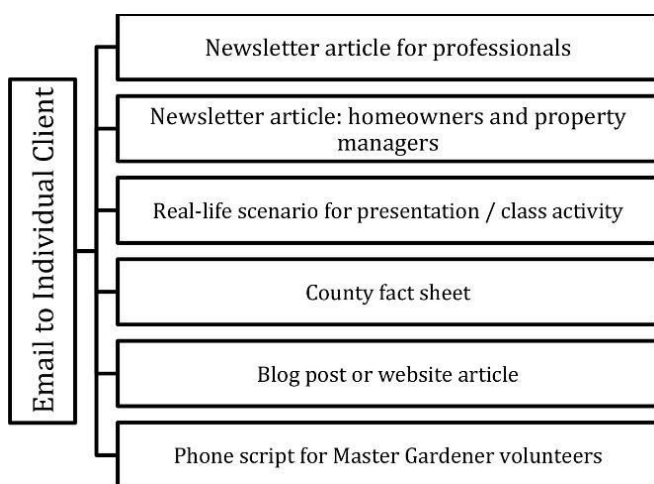 Email to Individual Client
Newsletter article for professionals
Newsletter article: homeowners and property
managers
Real-life scenario for presentation / class activity
County fact sheet
Blog post or website article
Phone script for Master Gardener volunteers